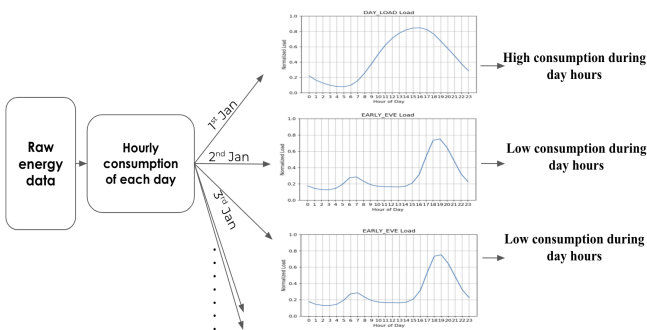 Raw
energy
data
Hourly
consumption
of each day
1st Jan
2nd Jan
3rd Jan
DAY_LOAD Load
Normalized Load
1.0
0.8
0.6
0.4
0.2
0.0
0 1 2 3 4 5 6 7 8 9 10 11 12 13 14 15 16 17 18 19 20 21 22 23
Hour of Day
High consumption during
day hours
EARLY_EVE Load
Normalized Load
1.0
0.8
0.6
0.4
0.2
0.0
0 1 2 3 4 5 6 7 8 9 10 11 12 13 14 15 16 17 18 19 20 21 22 23
Hour of Day
Low consumption during
day hours
EARLY_EVE Load
Normalized Load
1.0
0.8
0.6
0.4
0.2
0.0
0 1 2 3 4 5 6 7 8 9 10 11 12 13 14 15 16 17 18 19 20 21 22 23
Hour of Day
Low consumption during
day hours